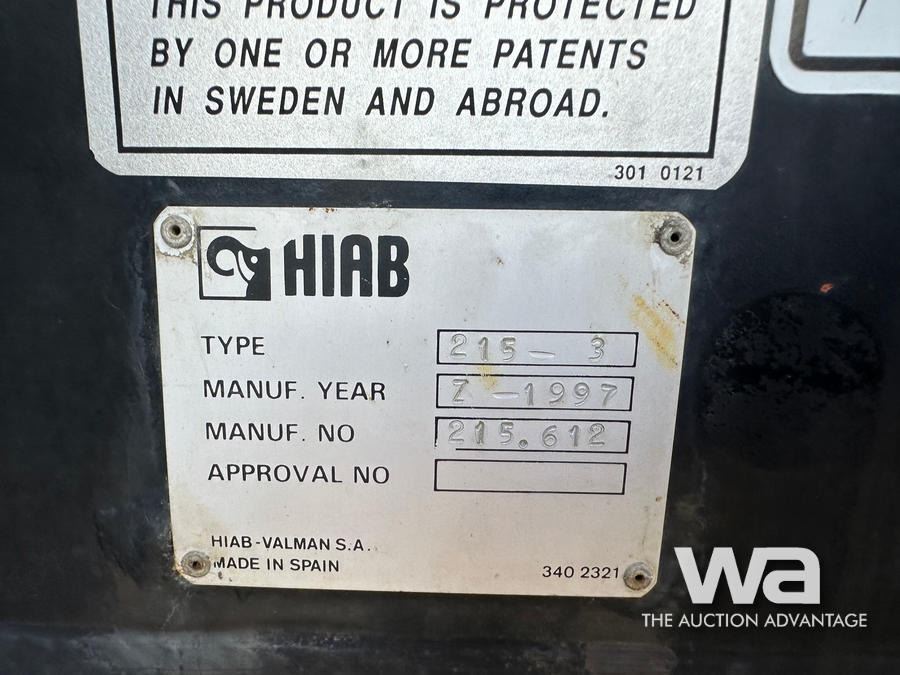 THIS PRODUCT IS PROTECTED
BY ONE OR MORE PATENTS
IN SWEDEN AND ABROAD.
301 0121
HIAB
TYPE 215 - 3
MANUF. YEAR Z - 1997
MANUF. NO 215.612
APPROVAL NO
HIAB-VALMAN S.A.
MADE IN SPAIN
340 2321
wa
THE AUCTION ADVANTAGE